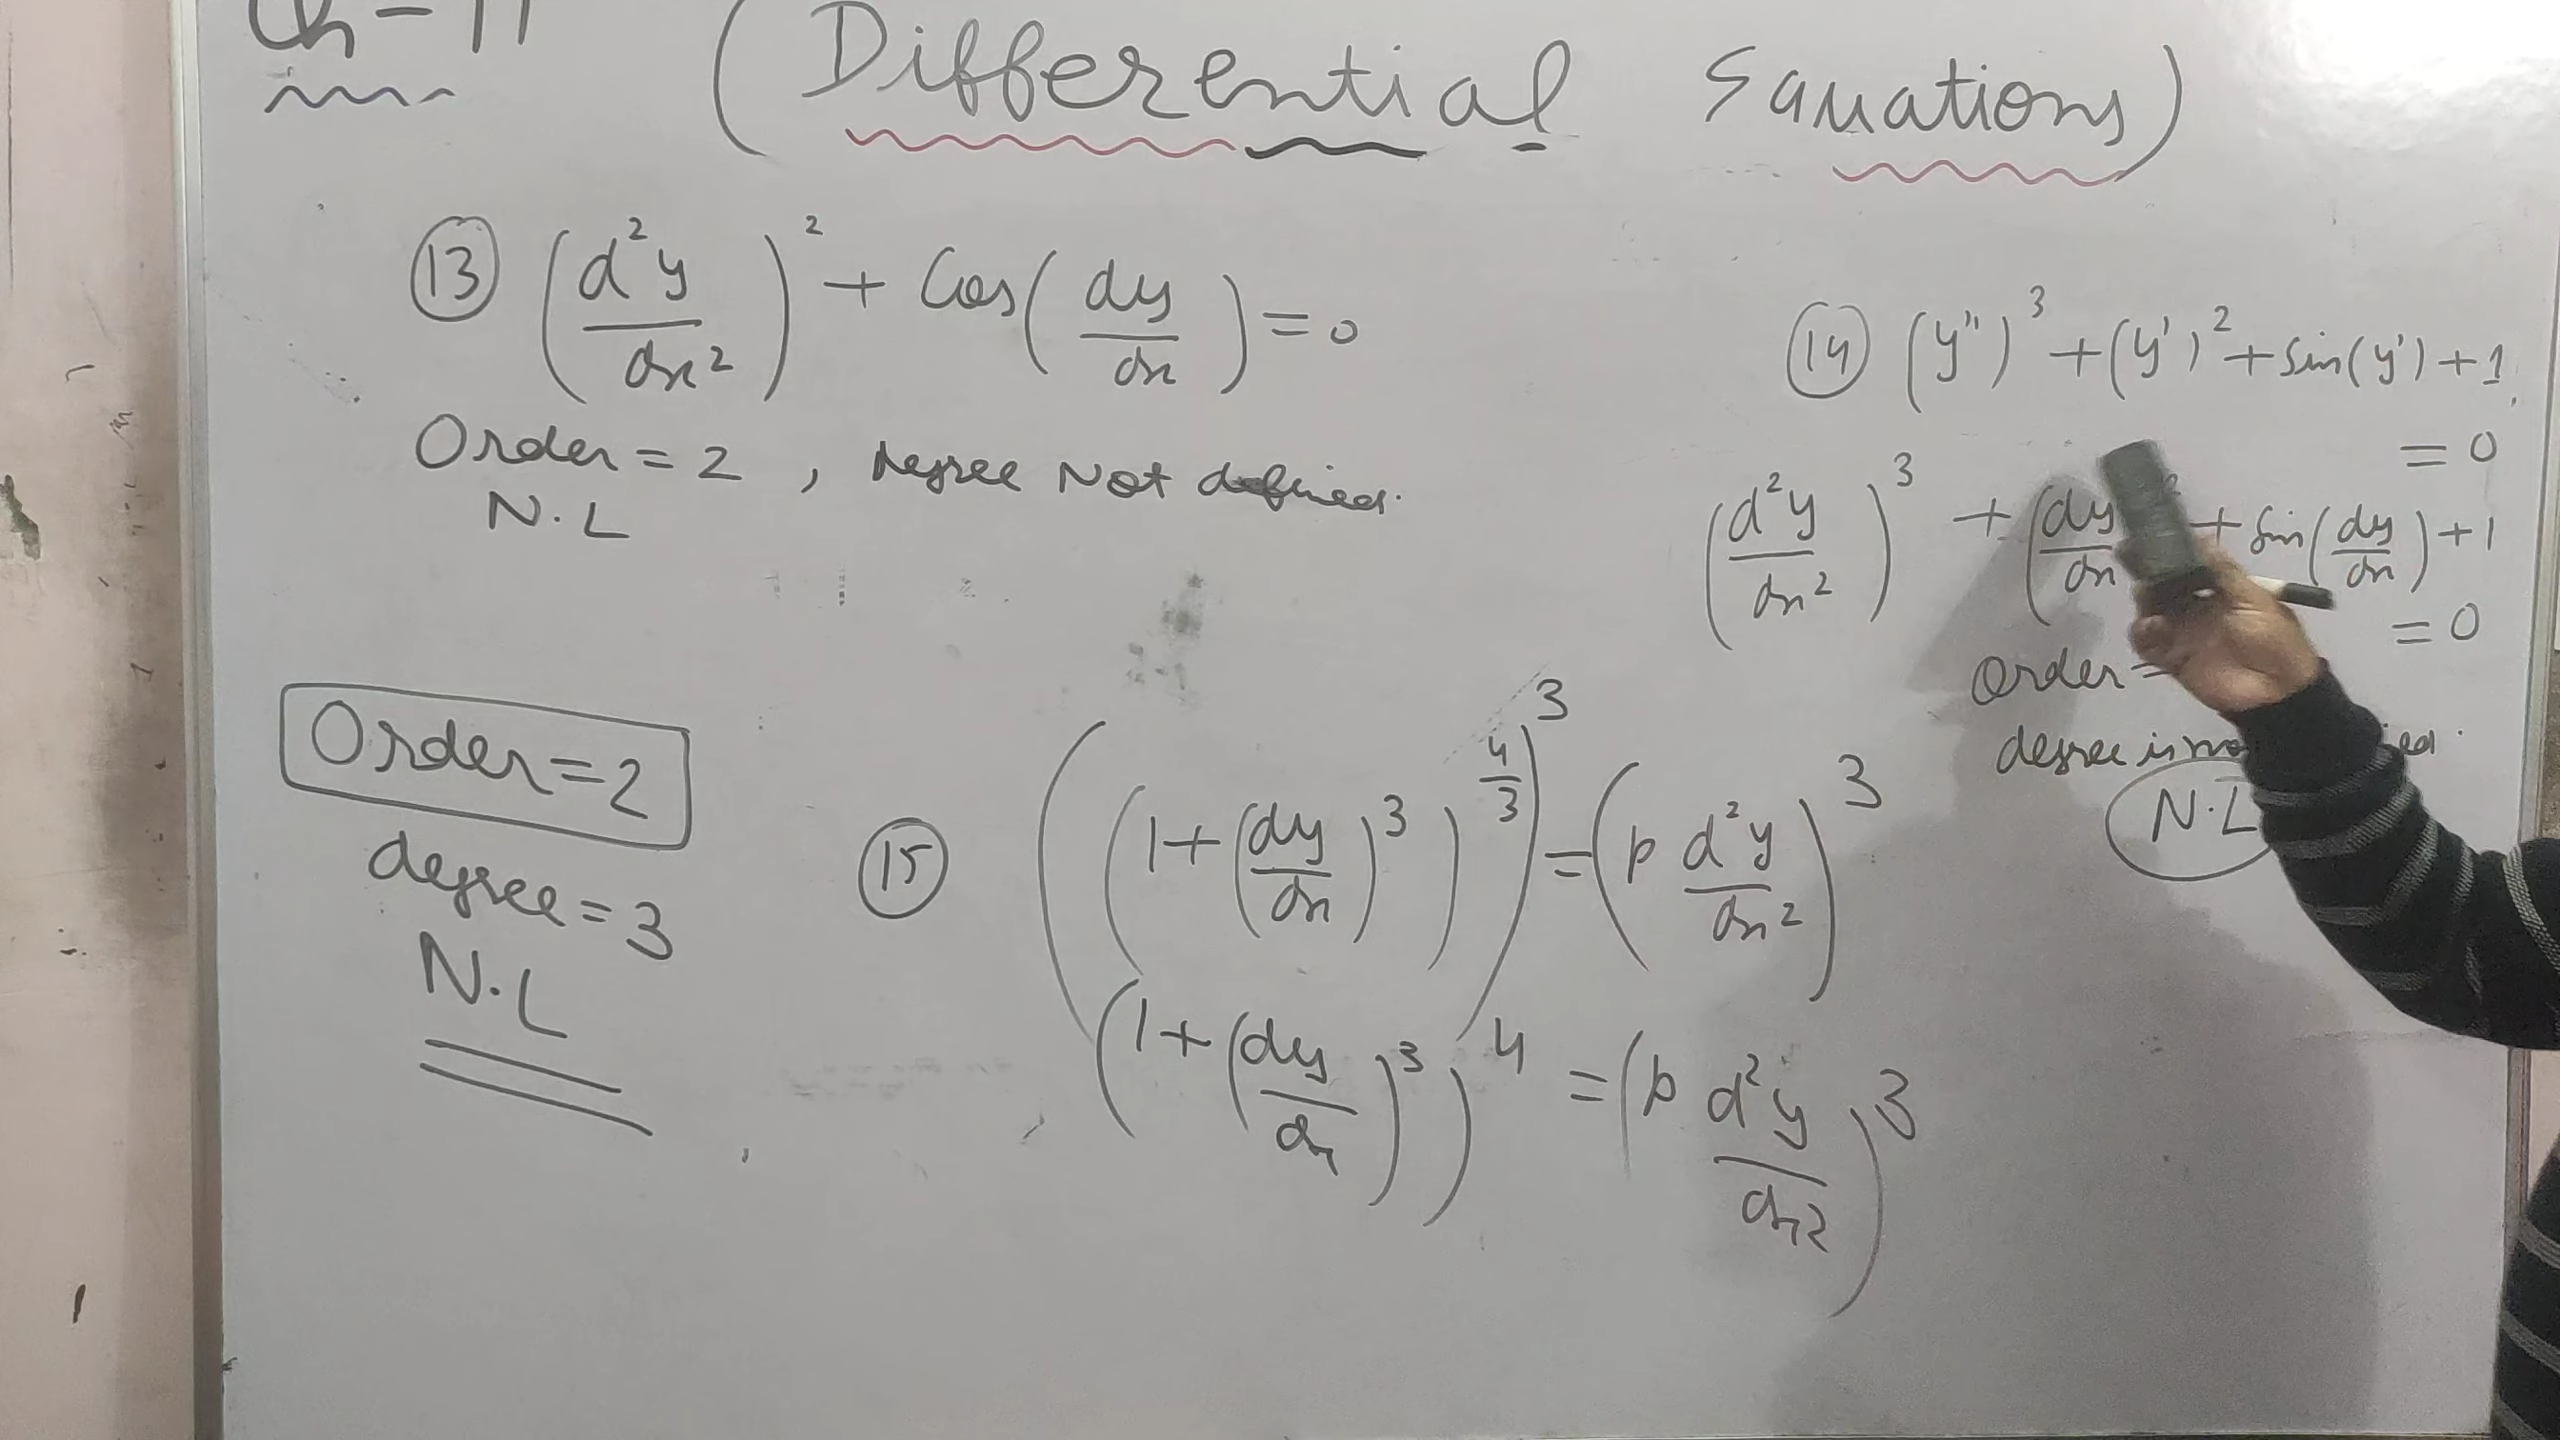 Ch - 11
(Differential Equations)
(13) (d²y/dx²)² + Cos(dy/dx) = 0
Order = 2 , degree Not defined.
N.L
(14) (y'')³ + (y')² + Sin(y') + 1
= 0
(d²y/dx²)³ + (dy/dx + Sin(dy/dx) + 1
= 0
Order =
degree is
N.L
Order = 2
degree = 3
N.L
(15) ((1 + (dy/dx)³)^4/3)³ = (p d²y/dx²)³
(1 + (dy/dx)³)⁴ = (p d²y/dx²)³